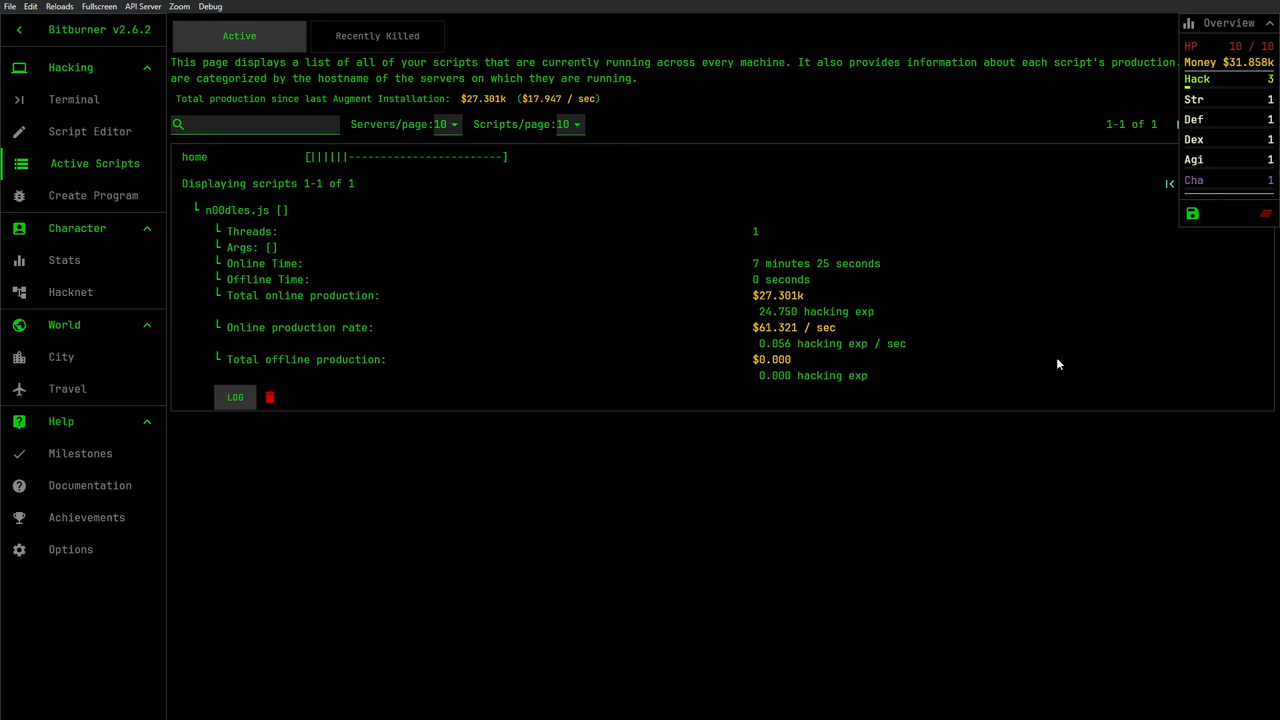 File Edit Reloads Fullscreen API Server Zoom Debug
Bitburner v2.6.2
Hacking
Terminal
Script Editor
Active Scripts
Create Program
Character
Stats
Hacknet
World
City
Travel
Help
Milestones
Documentation
Achievements
Options
Active Recently Killed
This page displays a list of all of your scripts that are currently running across every machine. It also provides information about each script's production.
are categorized by the hostname of the servers on which they are running.
Total production since last Augment Installation: $27.301k ($17.947 / sec)
Servers/page: 10 Scripts/page: 10 1-1 of 1
home [||||||------------------------]
Displaying scripts 1-1 of 1
└ n00dles.js []
└ Threads: 1
└ Args: []
└ Online Time: 7 minutes 25 seconds
└ Offline Time: 0 seconds
└ Total online production: $27.301k
24.750 hacking exp
└ Online production rate: $61.321 / sec
0.056 hacking exp / sec
└ Total offline production: $0.000
0.000 hacking exp
LOG
Overview
HP 10 / 10
Money $31.858k
Hack 3
Str 1
Def 1
Dex 1
Agi 1
Cha 1